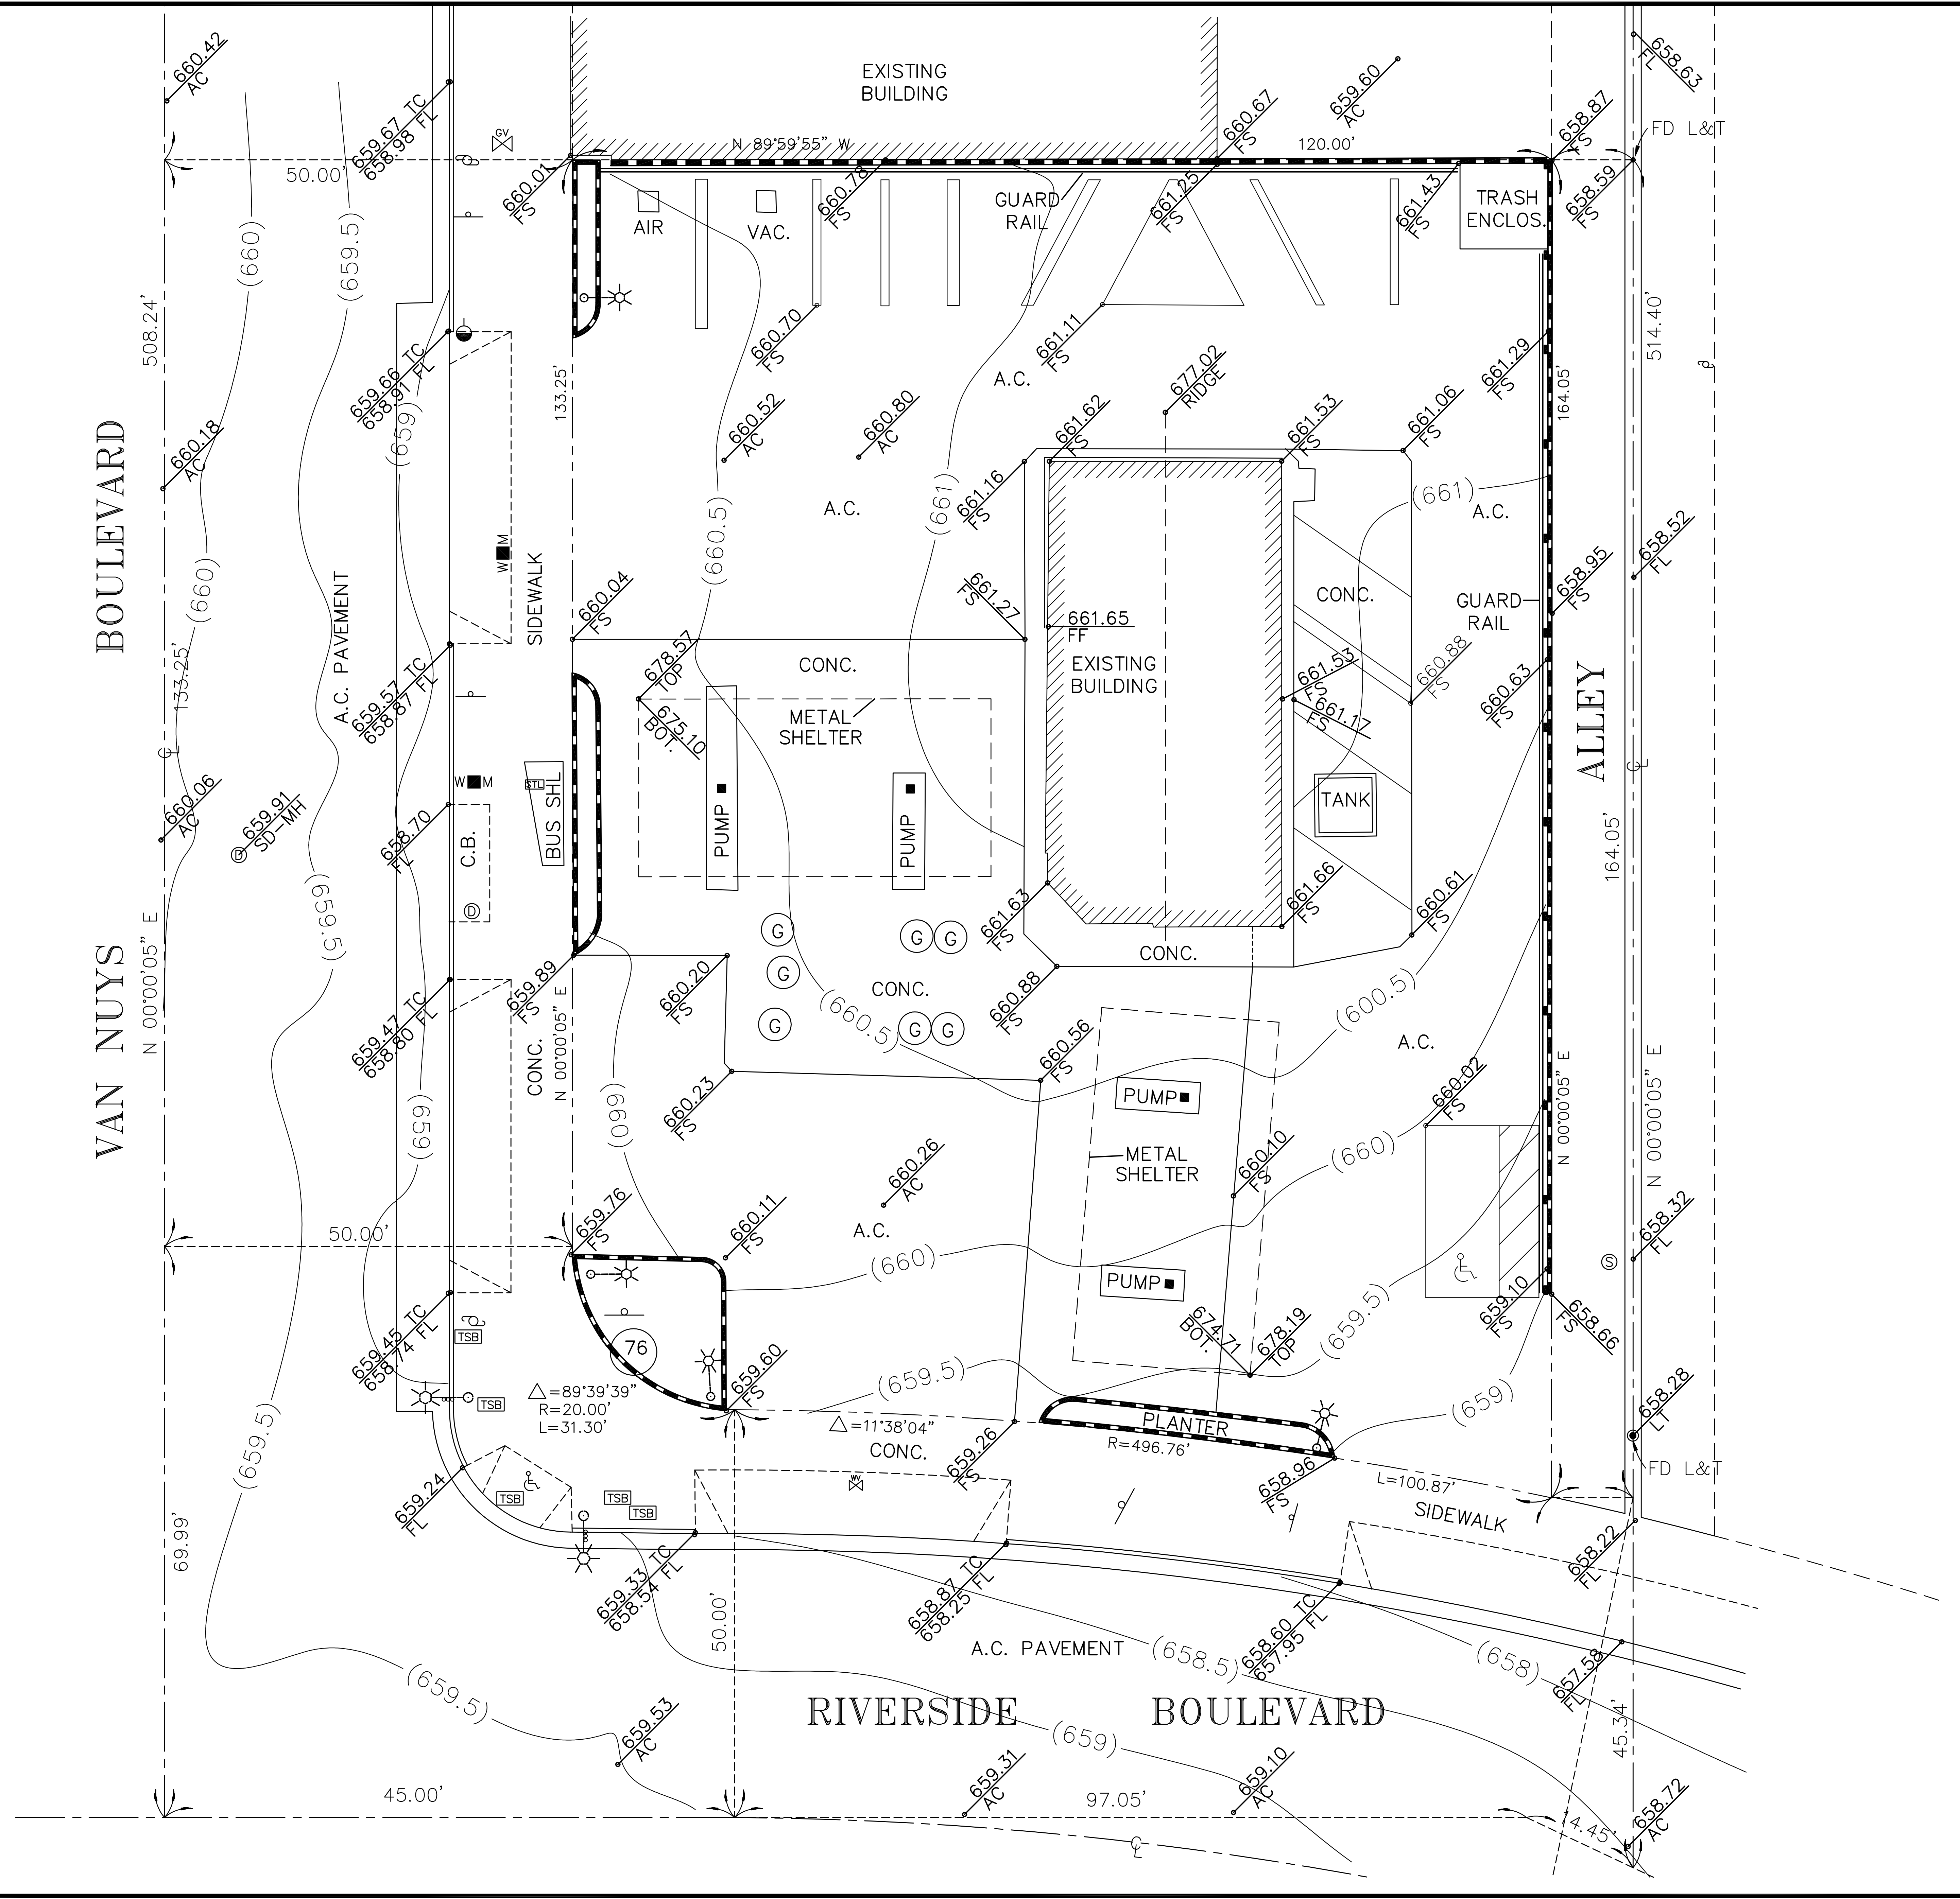 660.42
AC
659.67 TC
658.98 FL
GV
EXISTING
BUILDING
659.60
AC
660.67
FS
658.63
FL
658.87
FS
FD L&T
N 89°59'55" W
120.00'
50.00'
660.01
FS
AIR
VAC.
660.78
FS
GUARD
RAIL
661.25
FS
661.43
FS
TRASH
ENCLOS.
658.59
FS
(660)
(659.5)
508.24'
659.66 TC
658.91 FL
(659)
133.25'
660.70
FS
661.11
FS
A.C.
677.02
RIDGE
661.29
FS
164.05'
514.40'
660.18
AC
660.52
AC
660.80
AC
661.62
FS
661.53
FS
661.06
FS
BOULEVARD
A.C.
661.16
FS
(661)
(661)
A.C.
(660.5)
WM
SIDEWALK
658.52
FL
(660)
A.C. PAVEMENT
660.04
FS
661.27
FS
661.65
FF
CONC.
GUARD
RAIL
658.95
FS
133.25'
659.57 TC
658.87 FL
678.57
TOP
675.10
BOT.
CONC.
METAL
SHELTER
EXISTING
BUILDING
661.53
FS
661.17
FS
660.88
FS
660.63
FS
ALLEY
CL
CL
660.06
AC
659.91
SD-MH
D
WM
STL
BUS SHL
PUMP
PUMP
TANK
658.70
FL
C.B.
D
164.05'
(659.5)
661.63
FS
661.66
FS
660.61
FS
G
G
G
CONC.
VAN NUYS
N 00°00'05" E
659.89
FS
660.20
FS
G
CONC.
(660.5)
660.88
FS
(600.5)
659.47 TC
658.80 FL
CONC.
N 00°00'05" E
G
G
G
660.56
FS
A.C.
660.02
FS
N 00°00'05" E
N 00°00'05" E
(659)
(660)
660.23
FS
PUMP
660.26
AC
METAL
SHELTER
660.10
FS
(660)
50.00'
659.76
FS
660.11
FS
A.C.
(660)
658.32
FL
S
659.45 TC
658.74 FL
TSB
76
PUMP
674.71
BOT.
678.19
TOP
(659.5)
659.10
FS
658.66
FS
(659.5)
TSB
△=89°39'39"
R=20.00'
L=31.30'
659.60
FS
(659.5)
△=11°38'04"
CONC.
PLANTER
R=496.76'
(659)
658.28
LT
FD L&T
659.24
FL
TSB
TSB
TSB
WV
659.26
FS
658.96
FS
L=100.87'
SIDEWALK
658.22
FL
69.99'
659.33 TC
658.54 FL
50.00'
658.87 TC
658.25 FL
A.C. PAVEMENT
(658.5)
658.60 TC
657.95 FL
(658)
657.58
FL
(659.5)
RIVERSIDE BOULEVARD
45.34'
659.53
AC
(659)
659.31
AC
659.10
AC
658.72
AC
45.00'
97.05'
14.45'
CL